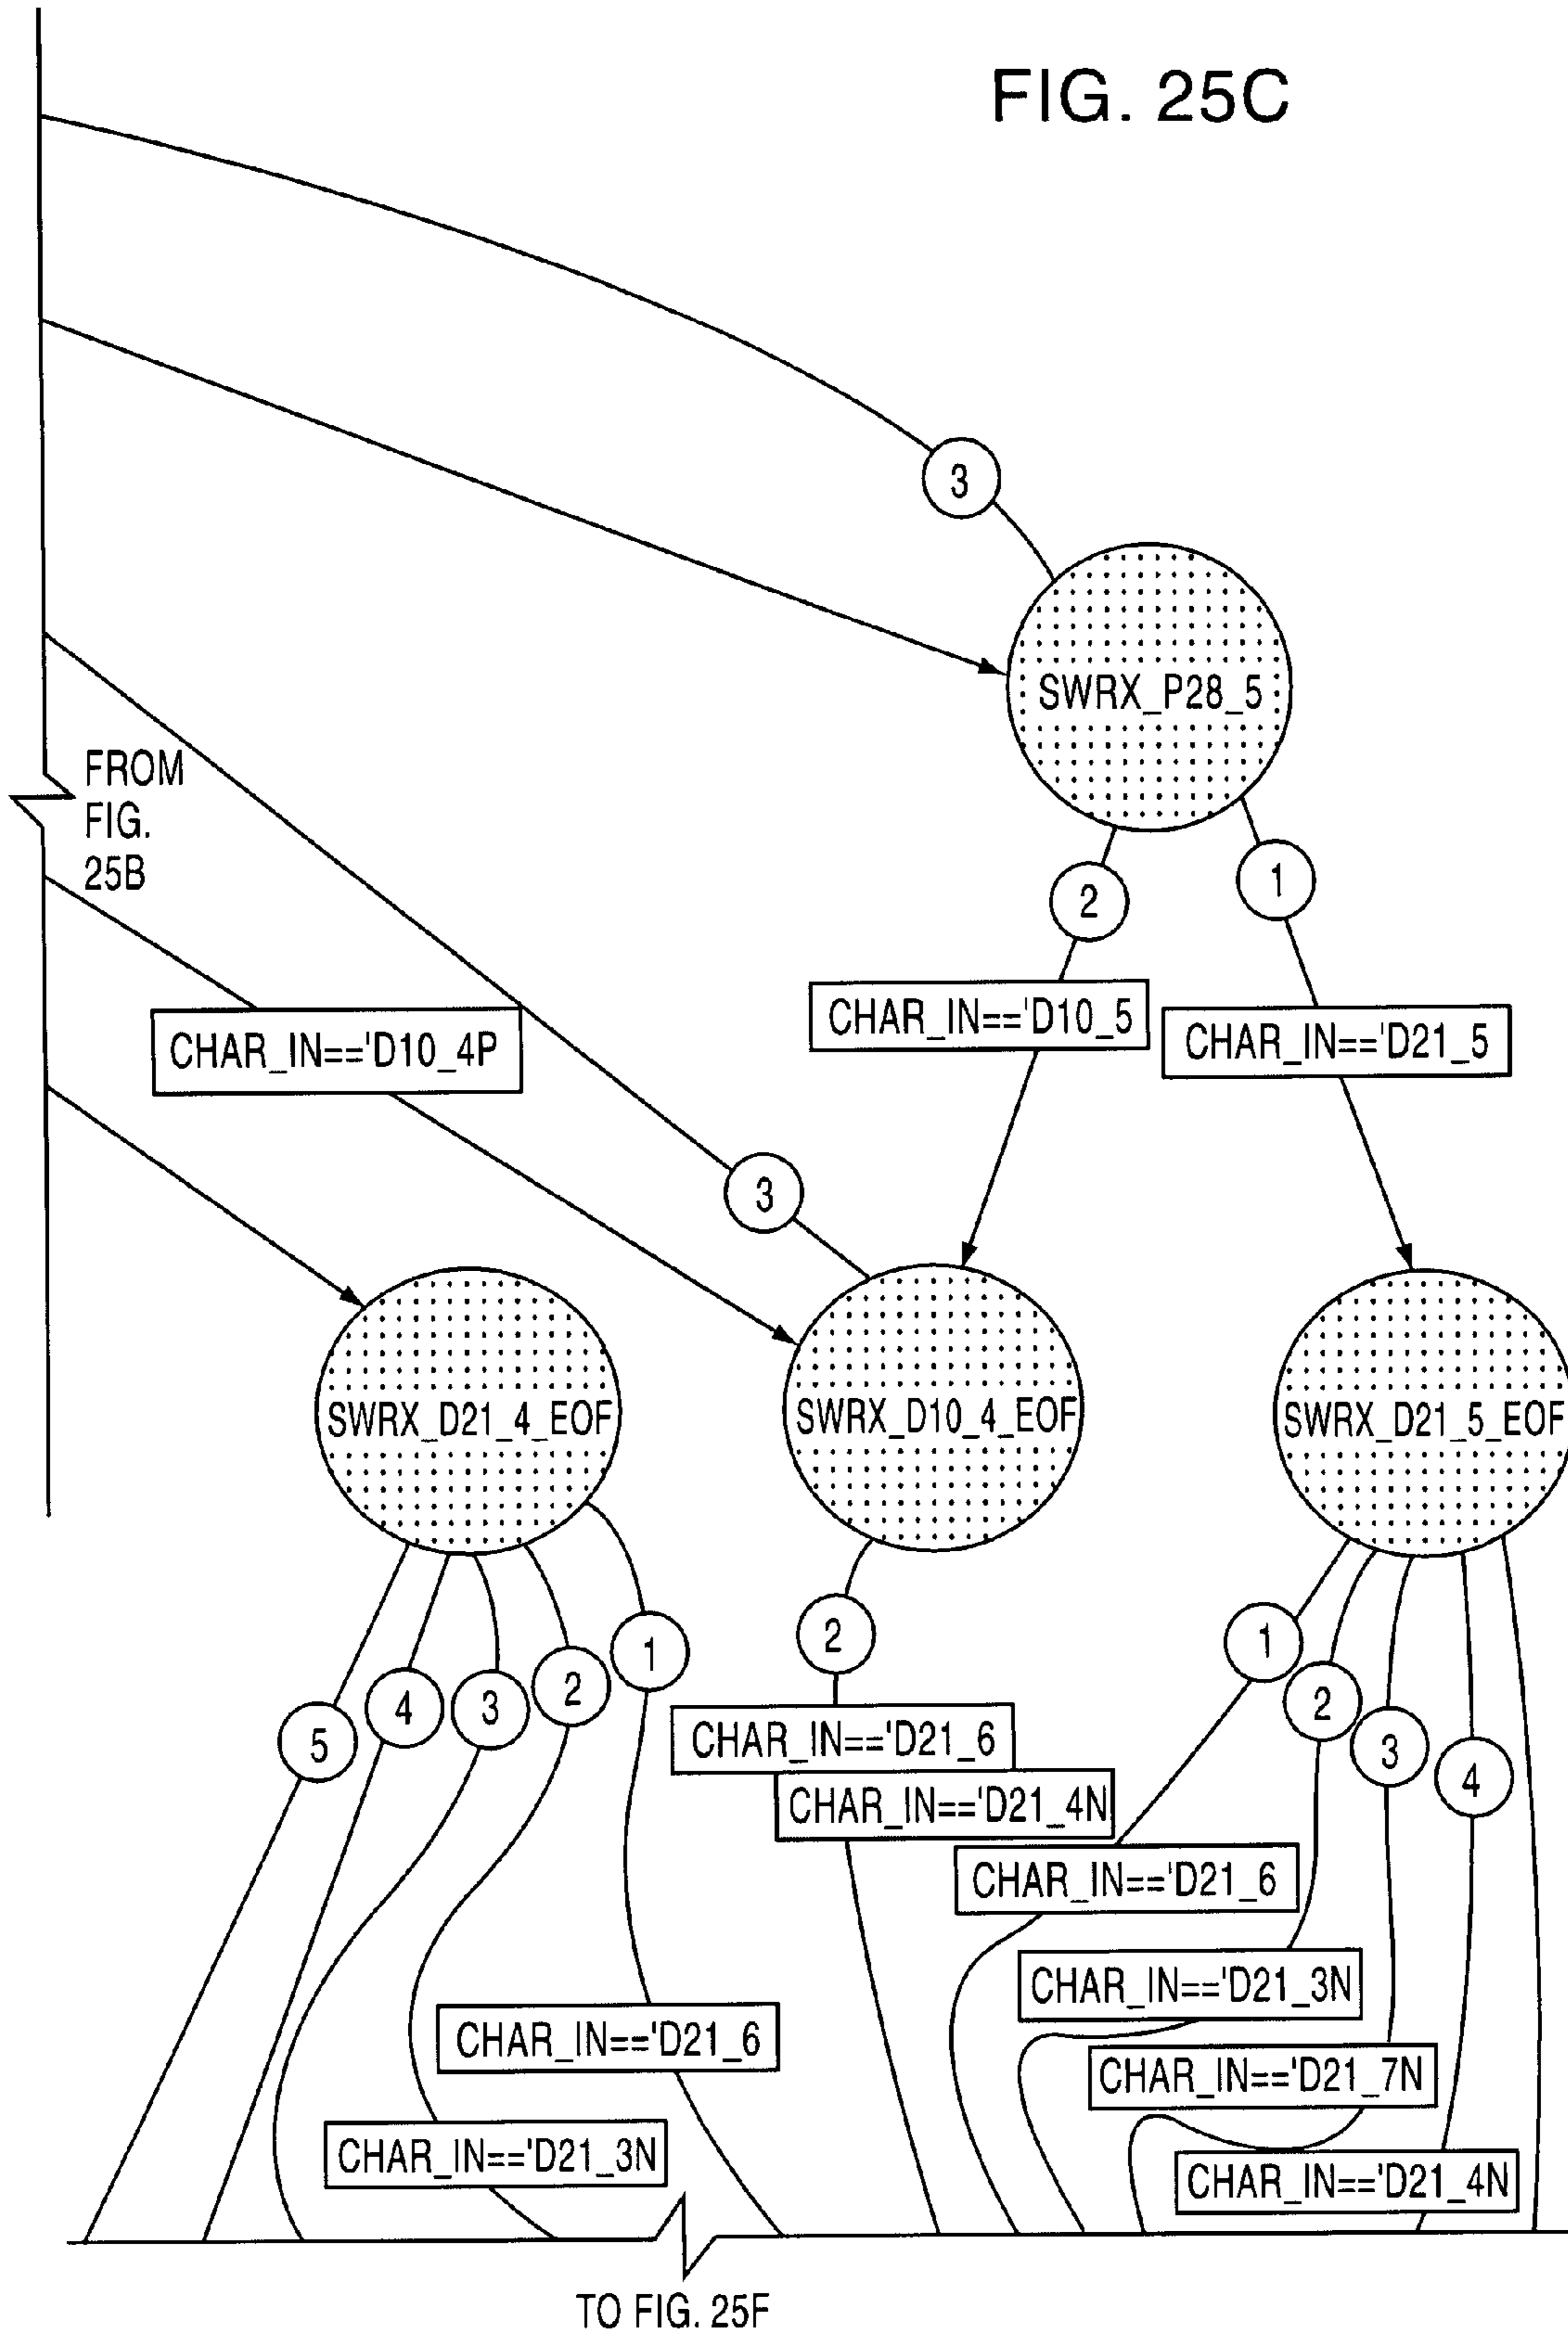 FIG. 25C
3
SWRX_P28_5
FROM
FIG.
25B
2
1
CHAR_IN=='D10_5
CHAR_IN=='D21_5
CHAR_IN=='D10_4P
3
SWRX_D21_4_EOF
SWRX_D10_4_EOF
SWRX_D21_5_EOF
5
4
3
2
1
2
1
2
3
4
CHAR_IN=='D21_6
CHAR_IN=='D21_4N
CHAR_IN=='D21_6
CHAR_IN=='D21_3N
CHAR_IN=='D21_6
CHAR_IN=='D21_7N
CHAR_IN=='D21_3N
CHAR_IN=='D21_4N
TO FIG. 25F